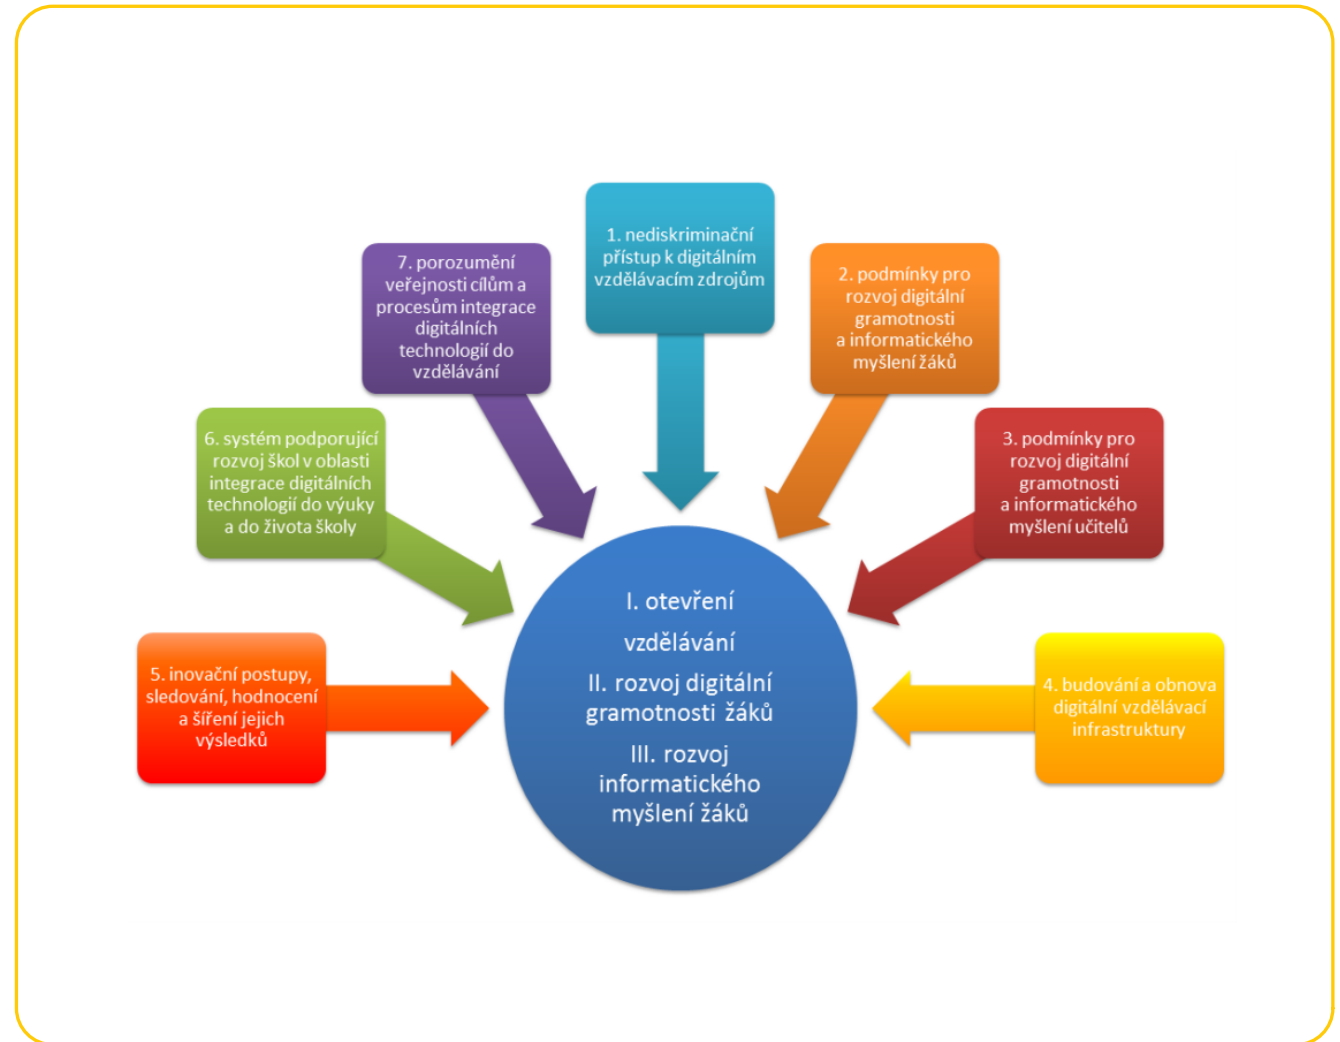 1. nediskriminační
přístup k digitálním
vzdělávacím zdrojům
2. podmínky pro
rozvoj digitální
gramotnosti
a informatického
myšlení žáků
3. podmínky pro
rozvoj digitální
gramotnosti
a informatického
myšlení učitelů
4. budování a obnova
digitální vzdělávací
infrastruktury
5. inovační postupy,
sledování, hodnocení
a šíření jejich
výsledků
6. systém podporující
rozvoj škol v oblasti
integrace digitálních
technologií do výuky
a do života školy
7. porozumění
veřejnosti cílům a
procesům integrace
digitálních
technologií do
vzdělávání
I. otevření
vzdělávání
II. rozvoj digitální
gramotnosti žáků
III. rozvoj
informatického
myšlení žáků